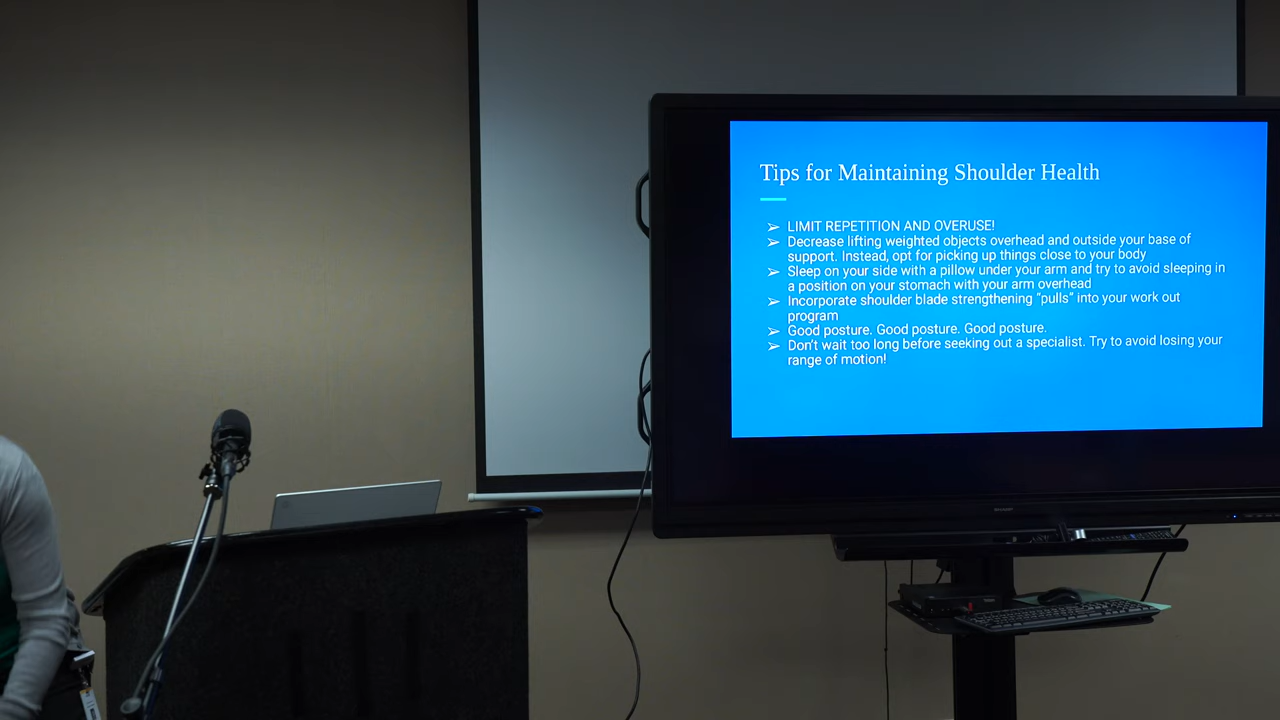 Tips for Maintaining Shoulder Health
➢ LIMIT REPETITION AND OVERUSE!
➢ Decrease lifting weighted objects overhead and outside your base of
support. Instead, opt for picking up things close to your body
➢ Sleep on your side with a pillow under your arm and try to avoid sleeping in
a position on your stomach with your arm overhead
➢ Incorporate shoulder blade strengthening “pulls” into your work out
program
➢ Good posture. Good posture. Good posture.
➢ Don’t wait too long before seeking out a specialist. Try to avoid losing your
range of motion!